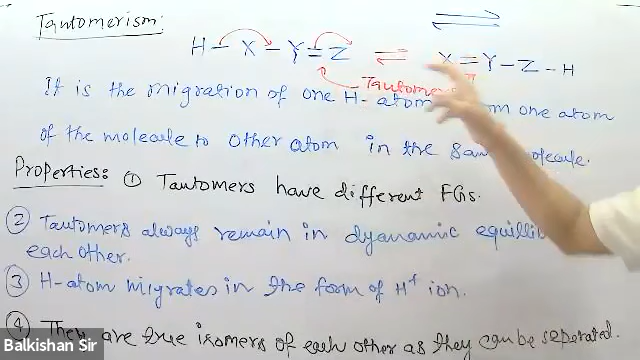 Tautomerism:
H - X - Y = Z ⇌ X = Y - Z - H
Tautomers
It is the migration of one H-atom from one atom
of the molecule to other atom in the same molecule.
Properties: ① Tautomers have different FGs.
② Tautomers always remain in dyanamic
each other.
③ H-atom migrates in the form of H+ ion.
④ They are true isomers of each other as they can be seperated.
Balkishan Sir